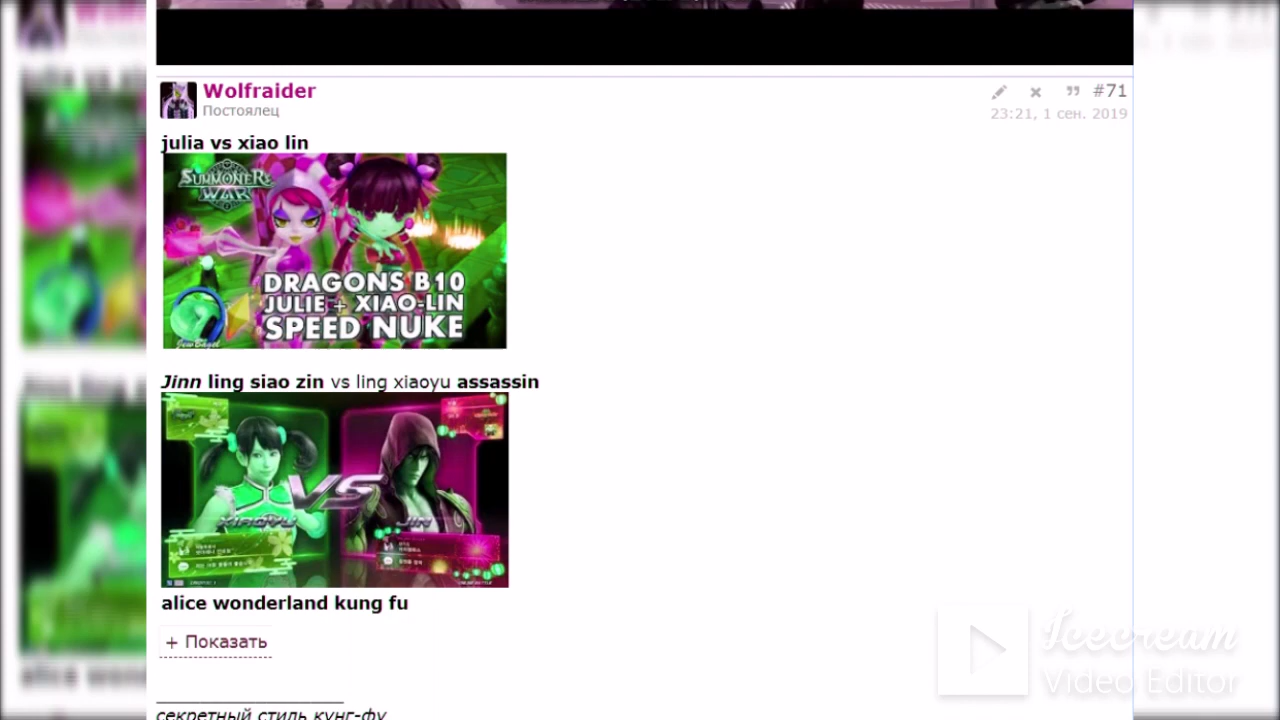 Wolfraider
#71
Постоялец
23:21, 1 сен. 2019
julia vs xiao lin
SUMMONERS
WAR
DRAGONS B10
JULIE + XIAO-LIN
SPEED NUKE
JewBagel
Jinn ling siao zin vs ling xiaoyu assassin
VS
XIAOYU
JIN
alice wonderland kung fu
+ Показать
секретный стиль кунг-фу
Icecream
Video Editor